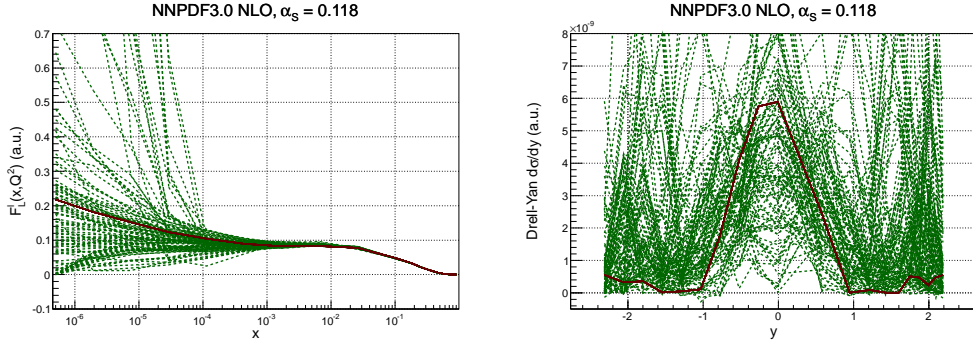 NNPDF3.0 NLO, αS = 0.118
F_L^l(x,Q²) (a.u.)
0.7
0.6
0.5
0.4
0.3
0.2
0.1
0
-0.1
10⁻⁶ 10⁻⁵ 10⁻⁴ 10⁻³ 10⁻² 10⁻¹
x
NNPDF3.0 NLO, αS = 0.118
×10⁻⁹
Drell-Yan dσ/dy (a.u.)
8
7
6
5
4
3
2
1
0
-2 -1 0 1 2
y